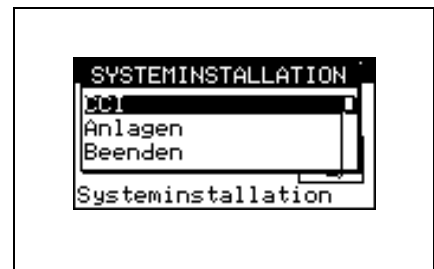 SYSTEMINSTALLATION
CCI
Anlagen
Beenden
Systeminstallation